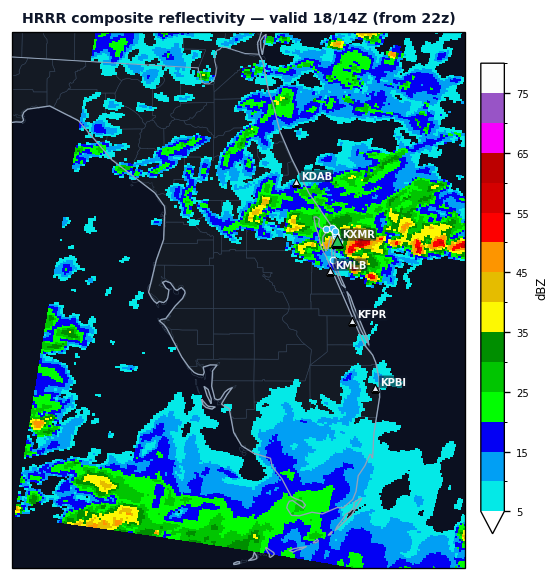 HRRR composite reflectivity — valid 18/14Z (from 22z)
KDAB
KXMR
KMLB
KFPR
KPBI
75
65
55
45
35
25
15
5
dBZ